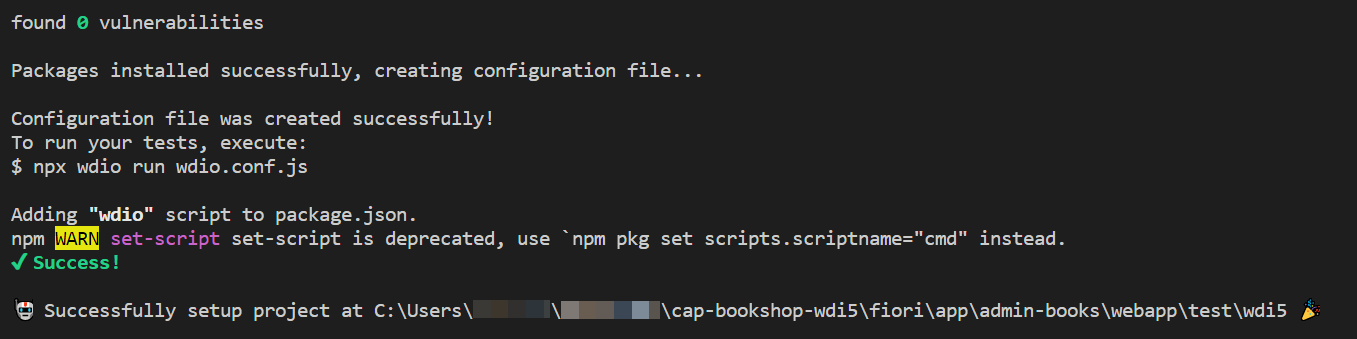 found 0 vulnerabilities
Packages installed successfully, creating configuration file...
Configuration file was created successfully!
To run your tests, execute:
$ npx wdio run wdio.conf.js
Adding "wdio" script to package.json.
npm WARN set-script set-script is deprecated, use `npm pkg set scripts.scriptname="cmd" instead.
✔ Success!
🤖 Successfully setup project at C:\Users\ \ \cap-bookshop-wdi5\fiori\app\admin-books\webapp\test\wdi5 🎉